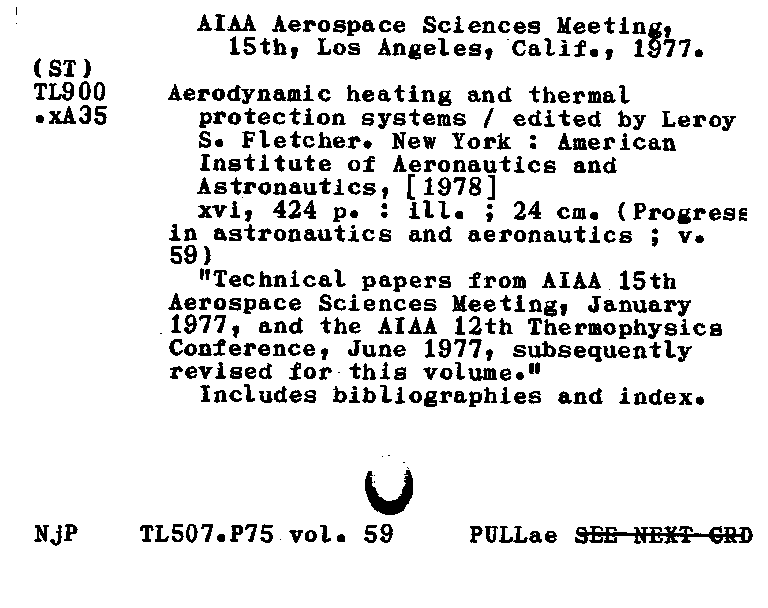 AIAA Aerospace Sciences Meeting,
15th, Los Angeles, Calif., 1977.
(ST)
TL900
.xA35
Aerodynamic heating and thermal
protection systems / edited by Leroy
S. Fletcher. New York : American
Institute of Aeronautics and
Astronautics, [1978]
xvi, 424 p. : ill. ; 24 cm. (Progress
in astronautics and aeronautics ; v.
59)
"Technical papers from AIAA 15th
Aerospace Sciences Meeting, January
1977, and the AIAA 12th Thermophysics
Conference, June 1977, subsequently
revised for this volume."
Includes bibliographies and index.
NjP TL507.P75 vol. 59 PULLae SEE NEXT CRD